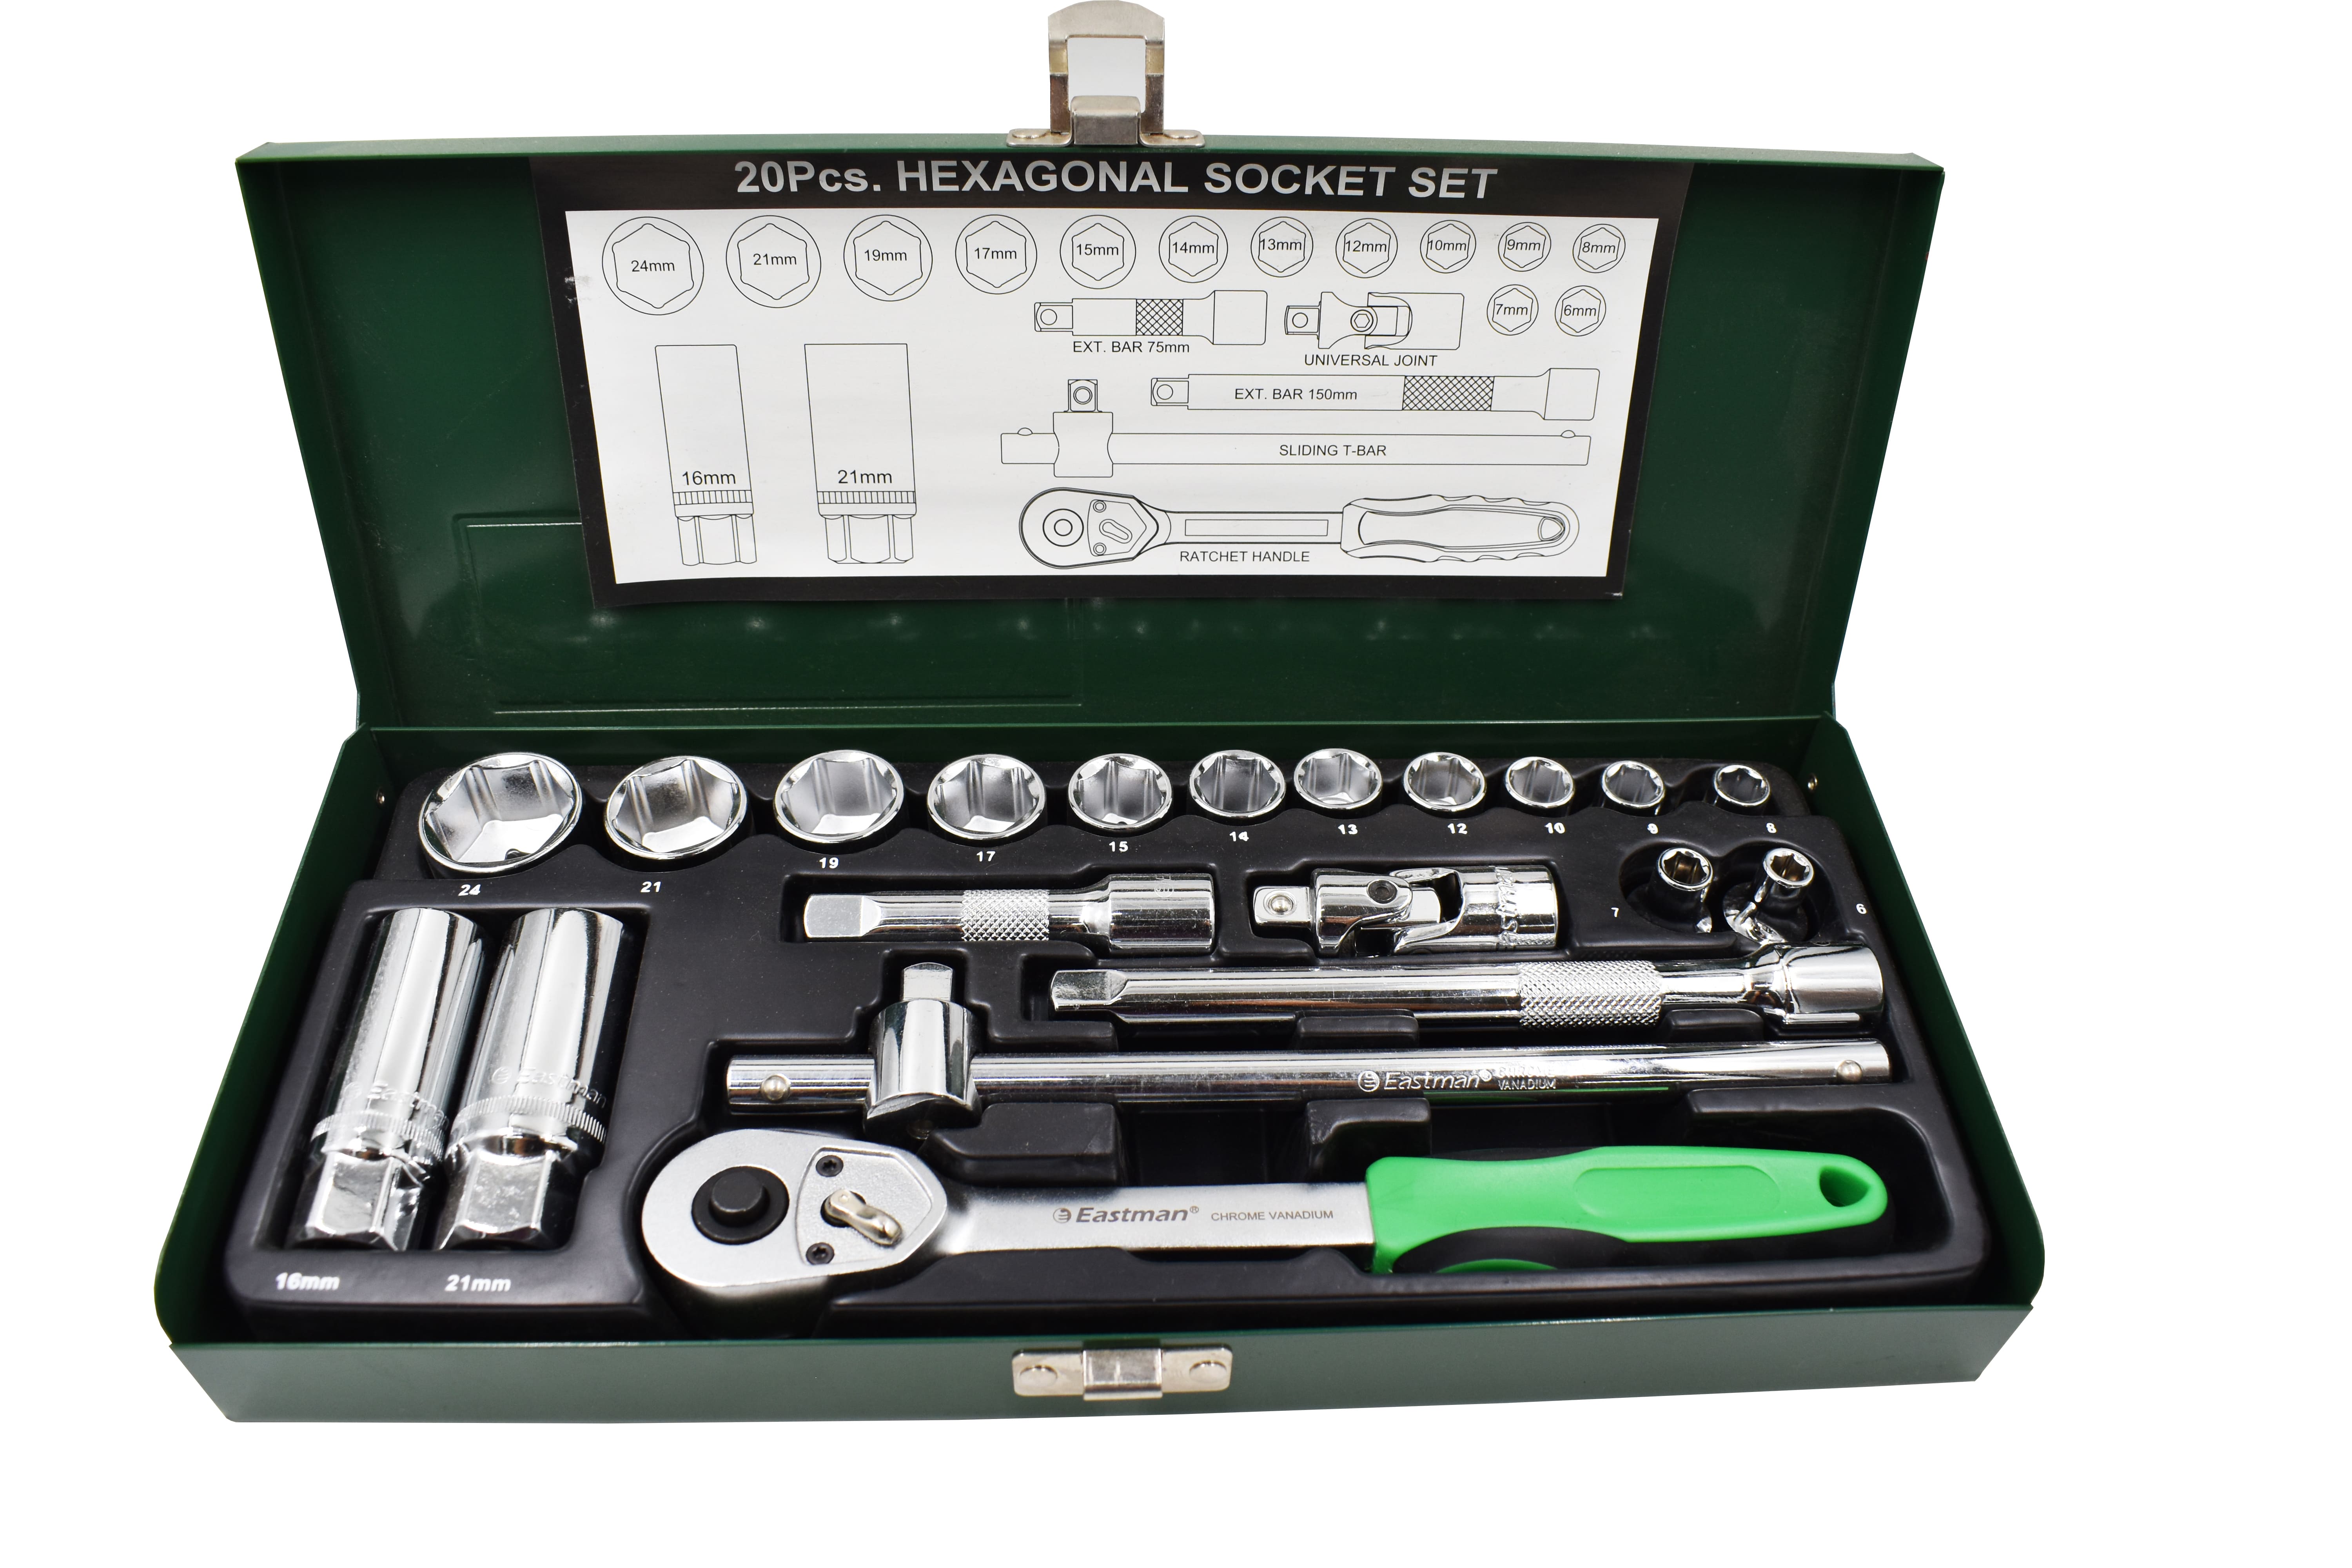 20Pcs. HEXAGONAL SOCKET SET
24mm 21mm 19mm 17mm 15mm 14mm 13mm 12mm 10mm 9mm 8mm
7mm 6mm
EXT. BAR 75mm
UNIVERSAL JOINT
EXT. BAR 150mm
SLIDING T-BAR
16mm 21mm
RATCHET HANDLE
24 21 19 17 15 14 13 12 10 9 8
7 6
Eastman Eastman
Eastman®
VANADIUM
Eastman® CHROME VANADIUM
16mm 21mm